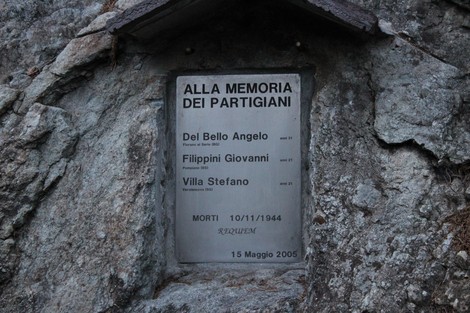 ALLA MEMORIA
DEI PARTIGIANI
Del Bello Angelo
Filippini Giovanni
Villa Stefano
MORTI 10/11/1944
REQUIEM
15 Maggio 2005